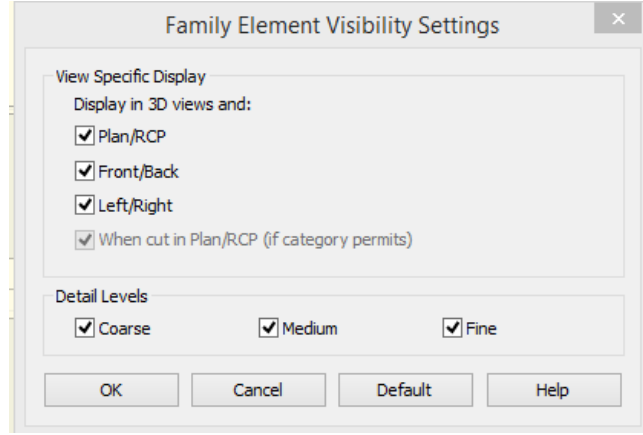 Family Element Visibility Settings
View Specific Display
Display in 3D views and:
Plan/RCP
Front/Back
Left/Right
When cut in Plan/RCP (if category permits)
Detail Levels
Coarse Medium Fine
OK Cancel Default Help